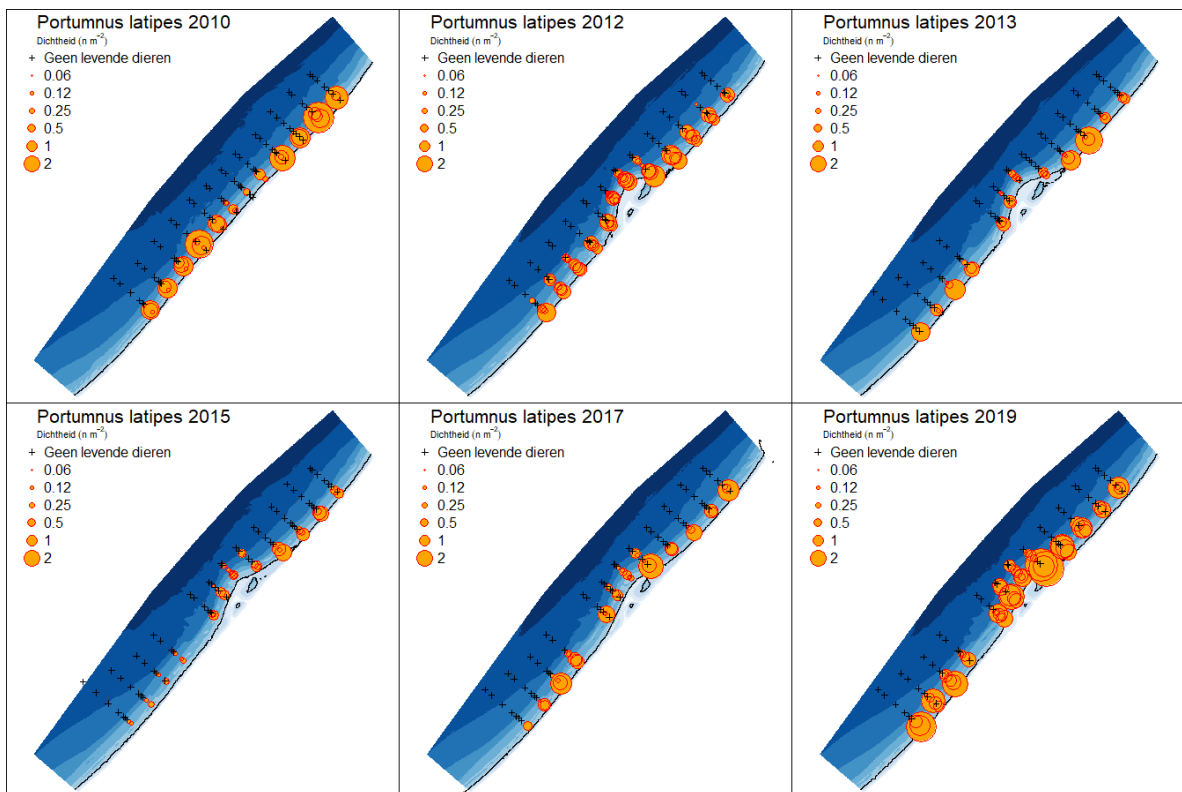 Portumnus latipes 2010
Dichtheid (n m⁻²)
+ Geen levende dieren
0.06
0.12
0.25
0.5
1
2
Portumnus latipes 2012
Dichtheid (n m⁻²)
+ Geen levende dieren
0.06
0.12
0.25
0.5
1
2
Portumnus latipes 2013
Dichtheid (n m⁻²)
+ Geen levende dieren
0.06
0.12
0.25
0.5
1
2
Portumnus latipes 2015
Dichtheid (n m⁻²)
+ Geen levende dieren
0.06
0.12
0.25
0.5
1
2
Portumnus latipes 2017
Dichtheid (n m⁻²)
+ Geen levende dieren
0.06
0.12
0.25
0.5
1
2
Portumnus latipes 2019
Dichtheid (n m⁻²)
+ Geen levende dieren
0.06
0.12
0.25
0.5
1
2